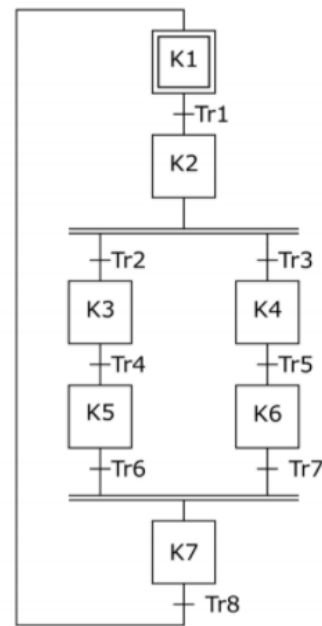 K1
Tr1
K2
Tr2 Tr3
K3 K4
Tr4 Tr5
K5 K6
Tr6 Tr7
K7
Tr8